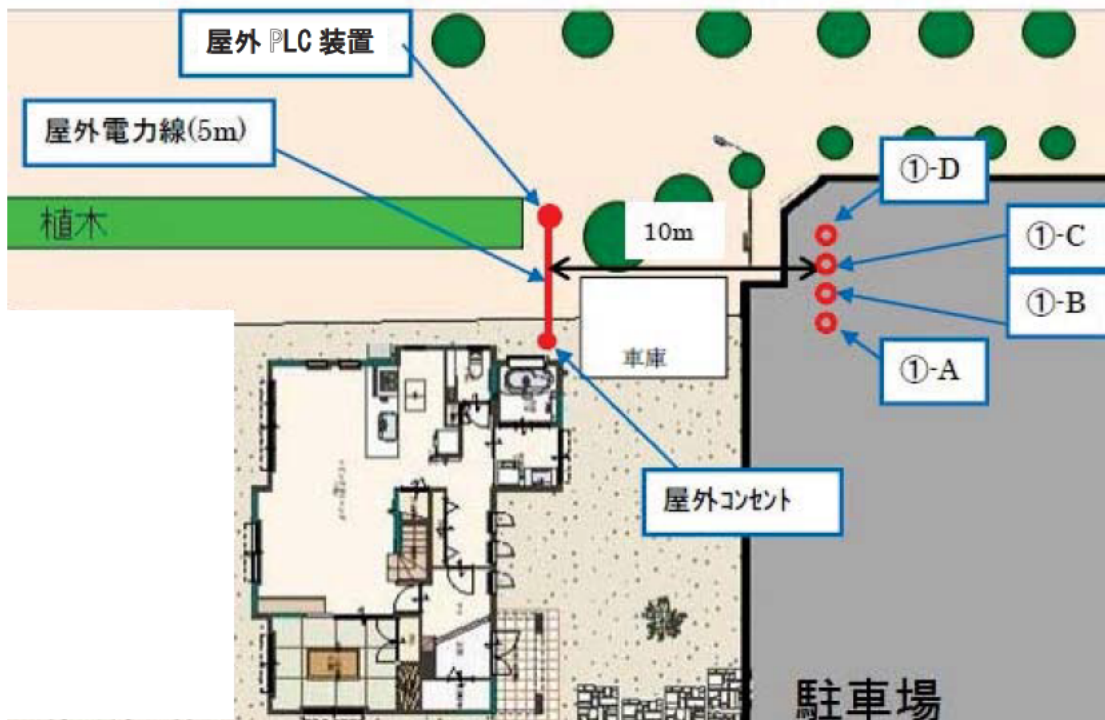 屋外 PLC 装置
屋外電力線(5m)
①-D
植木
10m
①-C
①-B
車庫
①-A
屋外コンセント
駐車場